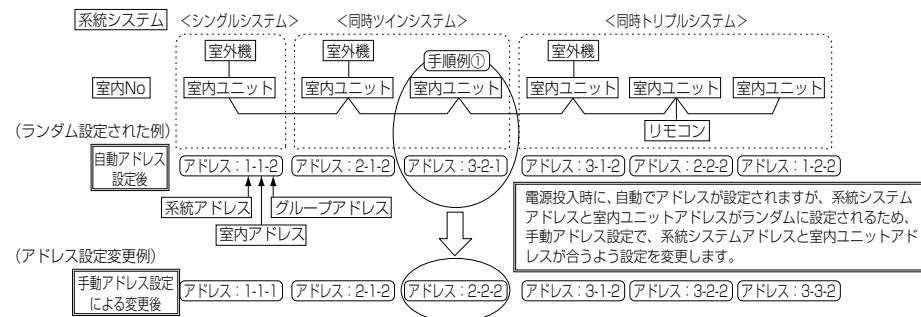 系統システム <シングルシステム> <同時ツインシステム> <同時トリプルシステム>
室外機 室外機 手順例① 室外機
室内No 室内ユニット 室内ユニット 室内ユニット 室内ユニット 室内ユニット 室内ユニット
リモコン
(ランダム設定された例)
自動アドレス
設定後
アドレス:1-1-2 アドレス:2-1-2 アドレス:3-2-1 アドレス:3-1-2 アドレス:2-2-2 アドレス:1-2-2
系統アドレス グループアドレス
室内アドレス
電源投入時に、自動でアドレスが設定されますが、系統システム
アドレスと室内ユニットアドレスがランダムに設定されるため、
手動アドレス設定で、系統システムアドレスと室内ユニットアド
レスが合うよう設定を変更します。
(アドレス設定変更例)
手動アドレス設定
による変更後
アドレス:1-1-1 アドレス:2-1-2 アドレス:2-2-2 アドレス:3-1-2 アドレス:3-2-2 アドレス:3-3-2